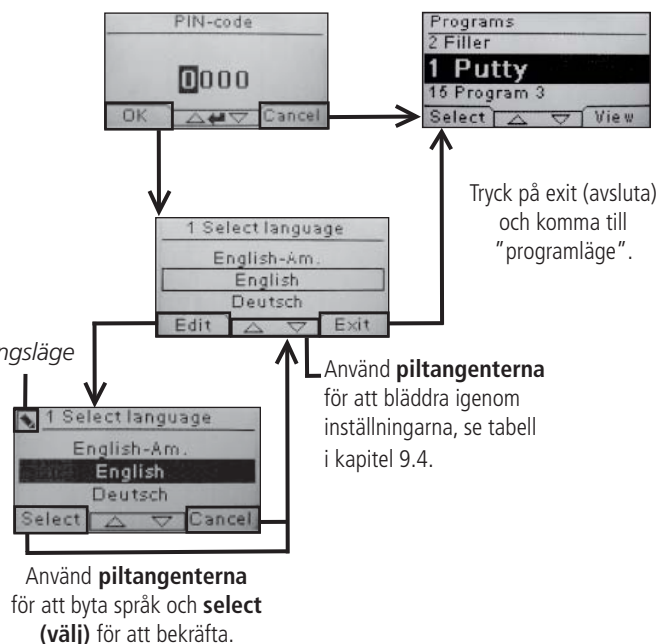 PIN-code
0000
OK
Cancel
Programs
2 Filler
1 Putty
15 Program 3
Select
View
Tryck på exit (avsluta)
och komma till
"programläge".
1 Select language
English-Am.
English
Deutsch
Edit
Exit
Använd piltangenterna
för att bläddra igenom
inställningarna, se tabell
i kapitel 9.4.
1 Select language
English-Am.
English
Deutsch
Select
Cancel
Använd piltangenterna
för att byta språk och select
(välj) för att bekräfta.